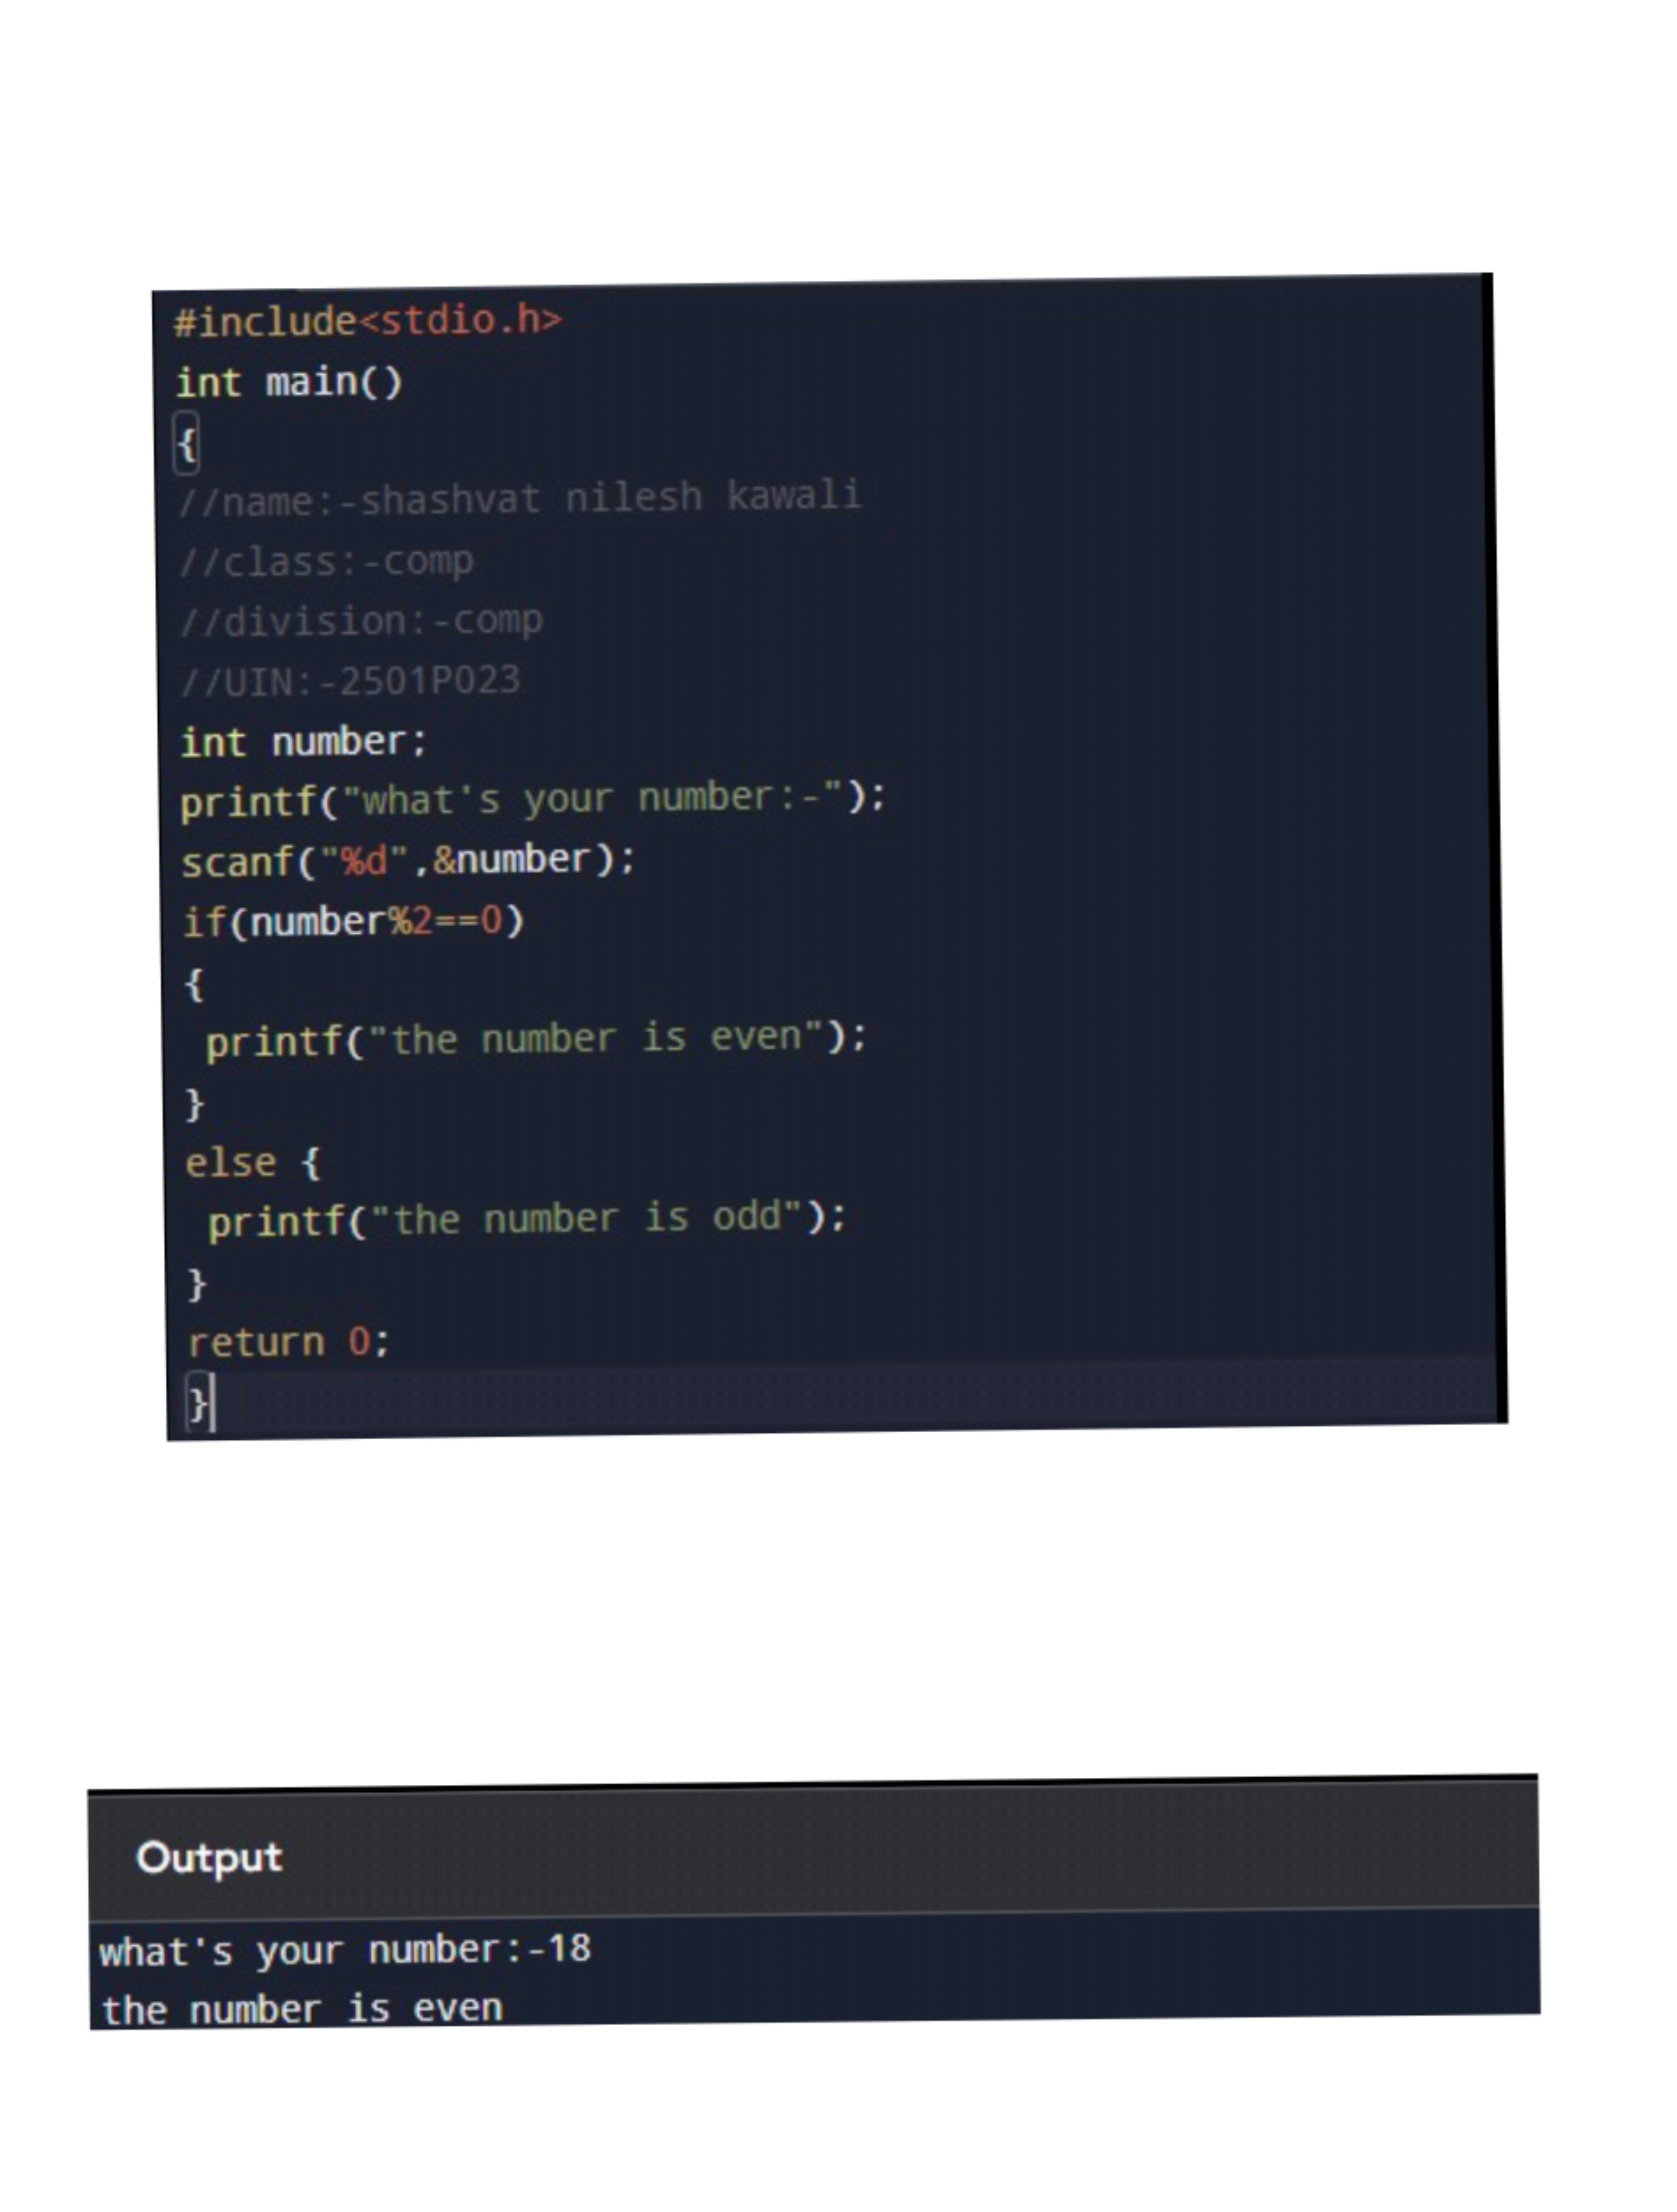 #include<stdio.h>
int main()
{
//name:-shashvat nilesh kawali
//class:-comp
//division:-comp
//UIN:-2501P023
int number;
printf("what's your number:-");
scanf("%d",&number);
if(number%2==0)
{
 printf("the number is even");
}
else {
 printf("the number is odd");
}
return 0;
}
Output
what's your number:-18
the number is even